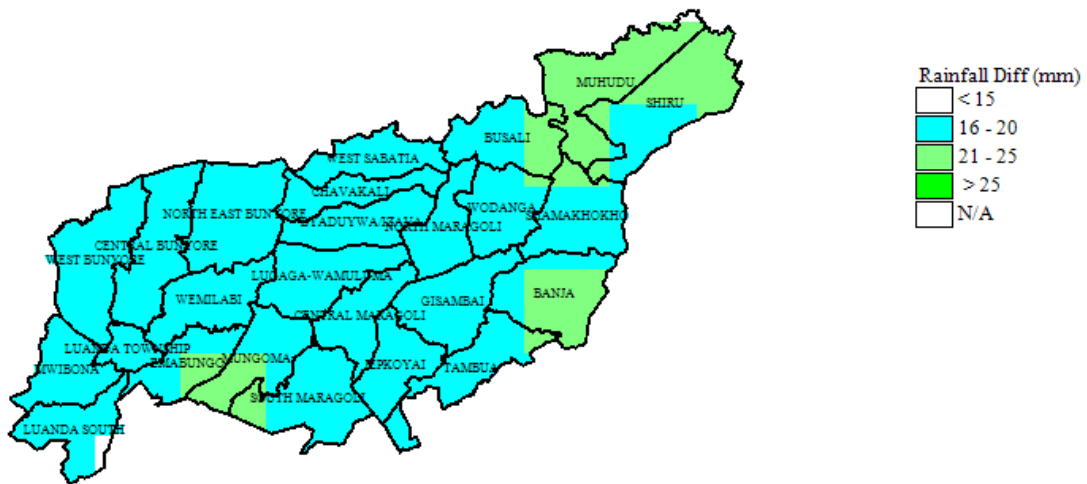 Rainfall Diff (mm)
< 15
16 - 20
21 - 25
> 25
N/A
MUHUDU
SHIRU
BUSALI
WEST SABATIA
CHAVAKALI
WODANGA
SHAMAKHOKHO
NORTH EAST BUNYORE
NORTH MARAGOLI
CENTRAL BUNYORE
WEST BUNYORE
LUGAGA-WAMULUMA
WEMILABI
GISAMBAI
BANJA
CENTRAL MARAGOLI
LUANDA TOWNSHIP
EMABUNGO
MUNGOMA
MWIBONA
JEPKOYAI
TAMBUA
SOUTH MARAGOLI
LUANDA SOUTH